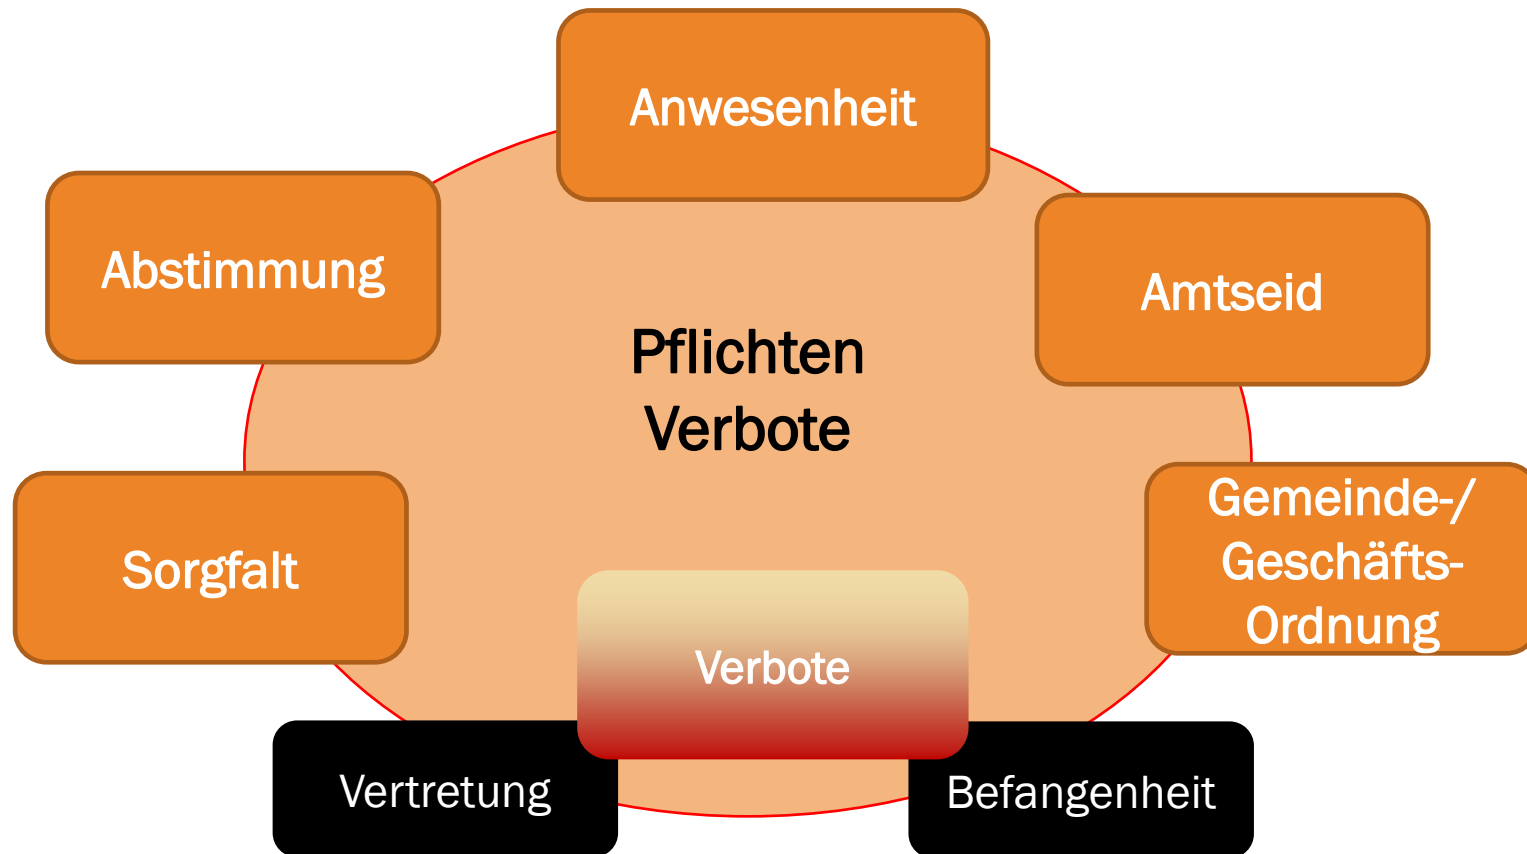 Anwesenheit
Abstimmung
Amtseid
Pflichten
Verbote
Gemeinde-/
Geschäfts-
Ordnung
Sorgfalt
Verbote
Vertretung
Befangenheit